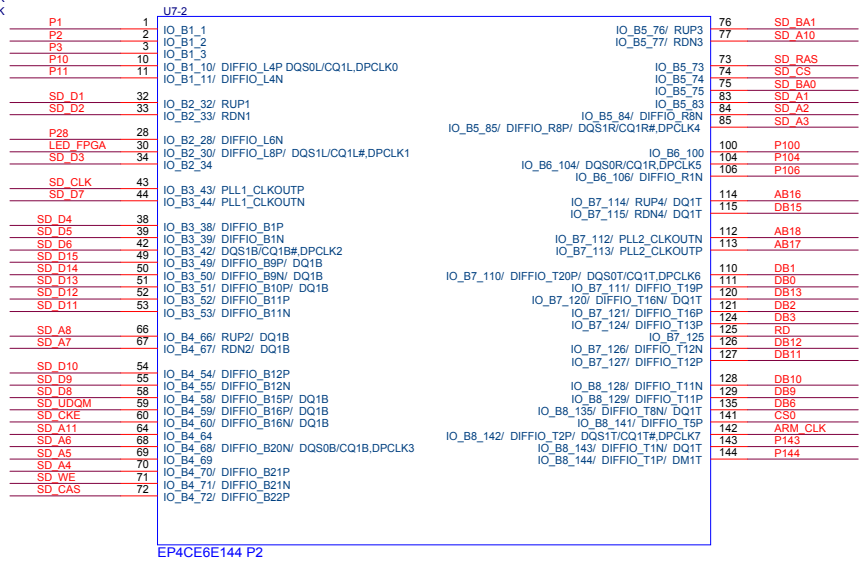 K
U7-2
P1 1 IO_B1_1
P2 2 IO_B1_2
P3 3 IO_B1_3
P10 10 IO_B1_10/ DIFFIO_L4P DQS0L/CQ1L,DPCLK0
P11 11 IO_B1_11/ DIFFIO_L4N
SD_D1 32 IO_B2_32/ RUP1
SD_D2 33 IO_B2_33/ RDN1
P28 28 IO_B2_28/ DIFFIO_L6N
LED_FPGA 30 IO_B2_30/ DIFFIO_L8P/ DQS1L/CQ1L#,DPCLK1
SD_D3 34 IO_B2_34
SD_CLK 43 IO_B3_43/ PLL1_CLKOUTP
SD_D7 44 IO_B3_44/ PLL1_CLKOUTN
SD_D4 38 IO_B3_38/ DIFFIO_B1P
SD_D5 39 IO_B3_39/ DIFFIO_B1N
SD_D6 42 IO_B3_42/ DQS1B/CQ1B#,DPCLK2
SD_D15 49 IO_B3_49/ DIFFIO_B9P/ DQ1B
SD_D14 50 IO_B3_50/ DIFFIO_B9N/ DQ1B
SD_D13 51 IO_B3_51/ DIFFIO_B10P/ DQ1B
SD_D12 52 IO_B3_52/ DIFFIO_B11P
SD_D11 53 IO_B3_53/ DIFFIO_B11N
SD_A8 66 IO_B4_66/ RUP2/ DQ1B
SD_A7 67 IO_B4_67/ RDN2/ DQ1B
SD_D10 54 IO_B4_54/ DIFFIO_B12P
SD_D9 55 IO_B4_55/ DIFFIO_B12N
SD_D8 58 IO_B4_58/ DIFFIO_B15P/ DQ1B
SD_UDQM 59 IO_B4_59/ DIFFIO_B16P/ DQ1B
SD_CKE 60 IO_B4_60/ DIFFIO_B16N/ DQ1B
SD_A11 64 IO_B4_64
SD_A6 68 IO_B4_68/ DIFFIO_B20N/ DQS0B/CQ1B,DPCLK3
SD_A5 69 IO_B4_69
SD_A4 70 IO_B4_70/ DIFFIO_B21P
SD_WE 71 IO_B4_71/ DIFFIO_B21N
SD_CAS 72 IO_B4_72/ DIFFIO_B22P
IO_B5_76/ RUP3 76 SD_BA1
IO_B5_77/ RDN3 77 SD_A10
IO_B5_73 73 SD_RAS
IO_B5_74 74 SD_CS
IO_B5_75 75 SD_BA0
IO_B5_83 83 SD_A1
IO_B5_84/ DIFFIO_R8N 84 SD_A2
IO_B5_85/ DIFFIO_R8P/ DQS1R/CQ1R#,DPCLK4 85 SD_A3
IO_B6_100 100 P100
IO_B6_104/ DQS0R/CQ1R,DPCLK5 104 P104
IO_B6_106/ DIFFIO_R1N 106 P106
IO_B7_114/ RUP4/ DQ1T 114 AB16
IO_B7_115/ RDN4/ DQ1T 115 DB15
IO_B7_112/ PLL2_CLKOUTN 112 AB18
IO_B7_113/ PLL2_CLKOUTP 113 AB17
IO_B7_110/ DIFFIO_T20P/ DQS0T/CQ1T,DPCLK6 110 DB1
IO_B7_111/ DIFFIO_T19P 111 DB0
IO_B7_120/ DIFFIO_T16N/ DQ1T 120 DB13
IO_B7_121/ DIFFIO_T16P 121 DB2
IO_B7_124/ DIFFIO_T13P 124 DB3
IO_B7_125 125 RD
IO_B7_126/ DIFFIO_T12N 126 DB12
IO_B7_127/ DIFFIO_T12P 127 DB11
IO_B8_128/ DIFFIO_T11N 128 DB10
IO_B8_129/ DIFFIO_T11P 129 DB9
IO_B8_135/ DIFFIO_T8N/ DQ1T 135 DB6
IO_B8_141/ DIFFIO_T5P 141 CS0
IO_B8_142/ DIFFIO_T2P/ DQS1T/CQ1T#,DPCLK7 142 ARM_CLK
IO_B8_143/ DIFFIO_T1N/ DQ1T 143 P143
IO_B8_144/ DIFFIO_T1P/ DM1T 144 P144
EP4CE6E144 P2